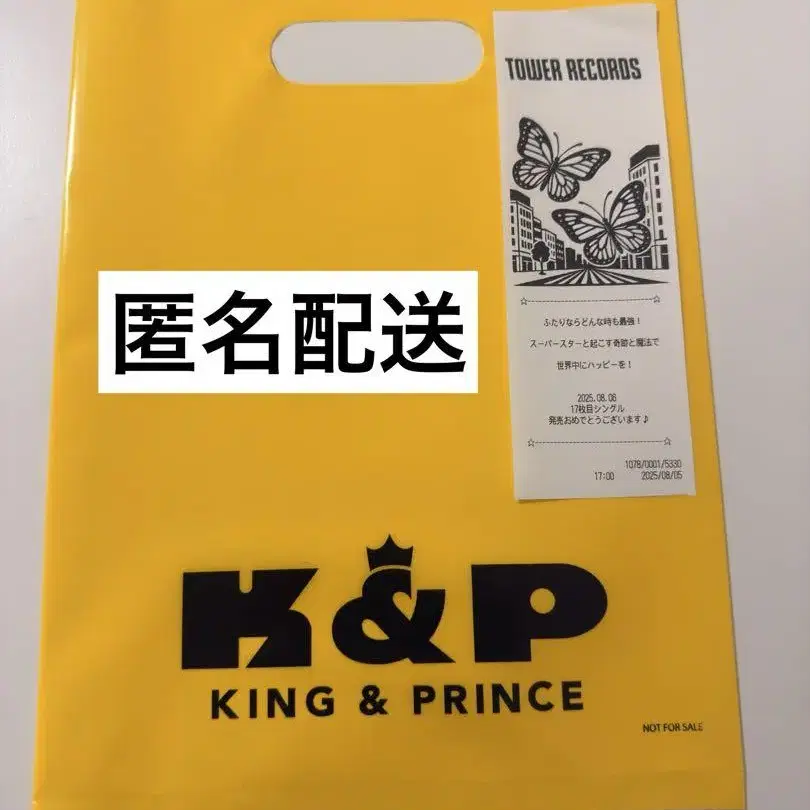 TOWER RECORDS
ふたりならどんな時も最強！
スーパースターと起こす奇跡と魔法で
世界中にハッピーを！
2025.08.06
17枚目シングル
発売おめでとうございます♪
1078/0001/5330
17:00 2025/08/05
匿名配送
K&P
KING & PRINCE
NOT FOR SALE